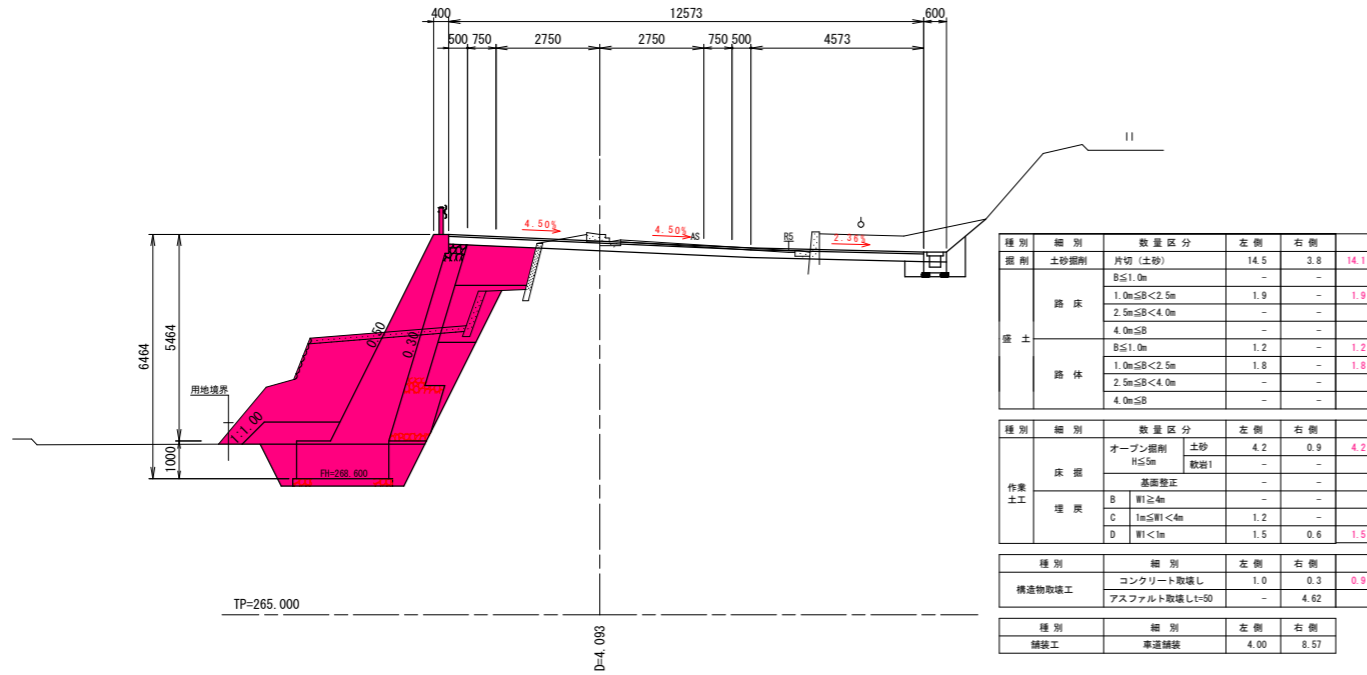 400 12573 600
500 750 2750 2750 750 500 4573
4.50% 4.50% AS R5 2.36%
6464 5464 1000
0.50
0.30
用地境界
1:1.00
FH=268.600
TP=265.000
D=4.093
種 別 細 別 数 量 区 分 左 側 右 側
掘 削 土砂掘削 片切（土砂） 14.5 3.8 14.1
盛 土 路 床 B≦1.0m - -
1.0m≦B<2.5m 1.9 - 1.9
2.5m≦B<4.0m - -
4.0m≦B - -
路 体 B≦1.0m 1.2 - 1.2
1.0m≦B<2.5m 1.8 - 1.8
2.5m≦B<4.0m - -
4.0m≦B - -
種 別 細 別 数 量 区 分 左 側 右 側
作業土工 床 掘 オープン掘削 H≦5m 土砂 4.2 0.9 4.2
軟岩1 - -
基面整正 - -
埋 戻 B W1≧4m - -
C 1m≦W1<4m 1.2 -
D W1<1m 1.5 0.6 1.5
種 別 細 別 左 側 右 側
構造物取壊工 コンクリート取壊し 1.0 0.3 0.9
アスファルト取壊しt=50 - 4.62
種 別 細 別 左 側 右 側
舗装工 車道舗装 4.00 8.57